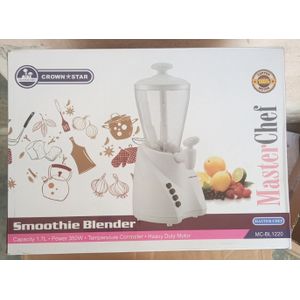 CROWN★STAR
MasterChef
Smoothie Blender
Capacity 1.7L • Power 350W • Temperature Controller • Heavy Duty Motor
MASTER CHEF
MC-BL1220
100%